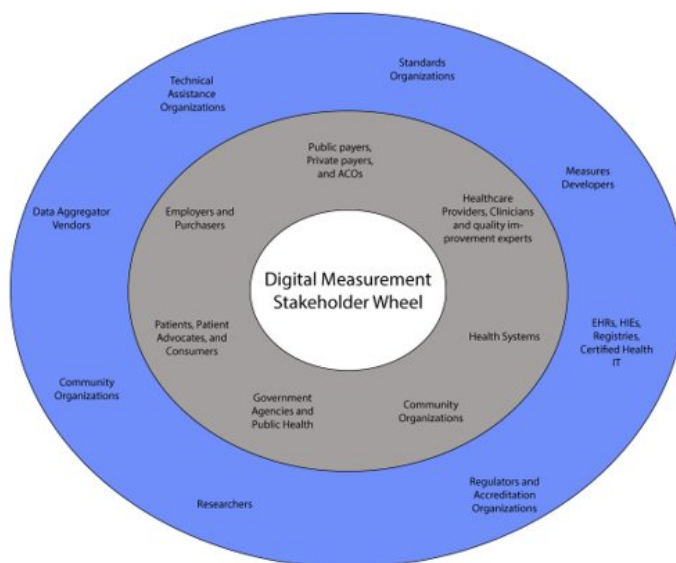 Standards
Organizations
Technical
Assistance
Organizations
Public payers,
Private payers,
and ACOs
Measures
Developers
Healthcare
Providers, Clinicians
and quality im-
provement experts
Data Aggregator
Vendors
Employers and
Purchasers
Digital Measurement
Stakeholder Wheel
Patients, Patient
Advocates, and
Consumers
Health Systems
EHRs, HIEs,
Registries,
Certified Health
IT
Community
Organizations
Government
Agencies and
Public Health
Community
Organizations
Researchers
Regulators and
Accreditation
Organizations